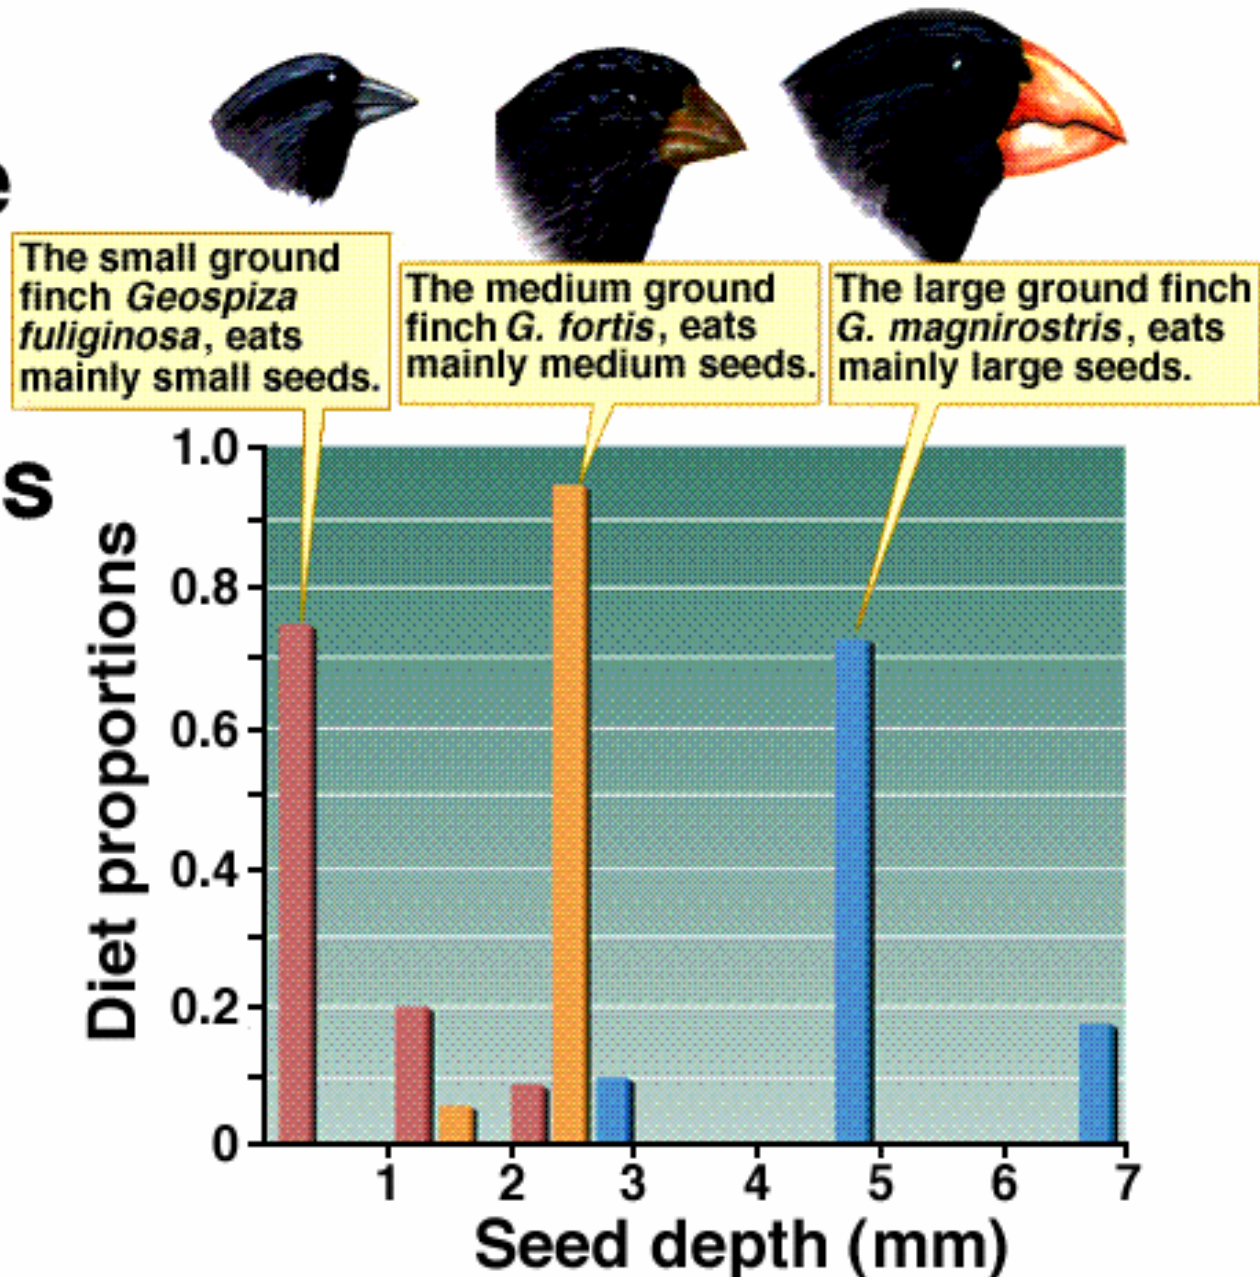 e
The small ground
finch Geospiza
fuliginosa, eats
mainly small seeds.
The medium ground
finch G. fortis, eats
mainly medium seeds.
The large ground finch
G. magnirostris, eats
mainly large seeds.
s
Diet proportions
1.0
0.8
0.6
0.4
0.2
0
1 2 3 4 5 6 7
Seed depth (mm)